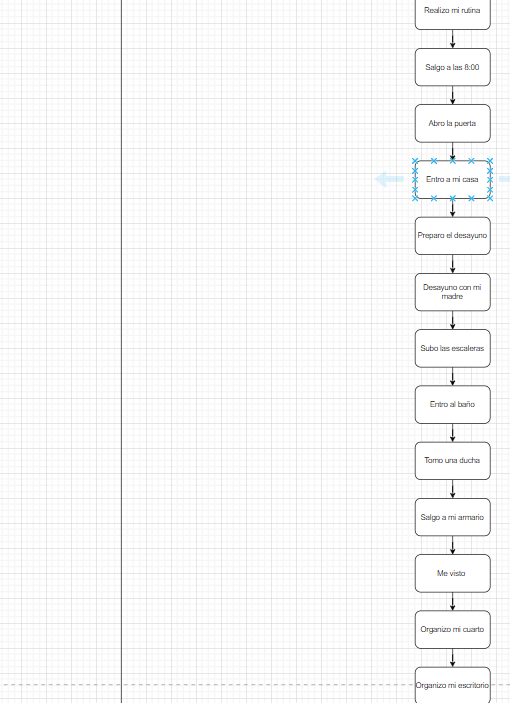 Realizo mi rutina
Salgo a las 8:00
Abro la puerta
Entro a mi casa
Preparo el desayuno
Desayuno con mi
madre
Subo las escaleras
Entro al baño
Tomo una ducha
Salgo a mi armario
Me visto
Organizo mi cuarto
Organizo mi escritorio